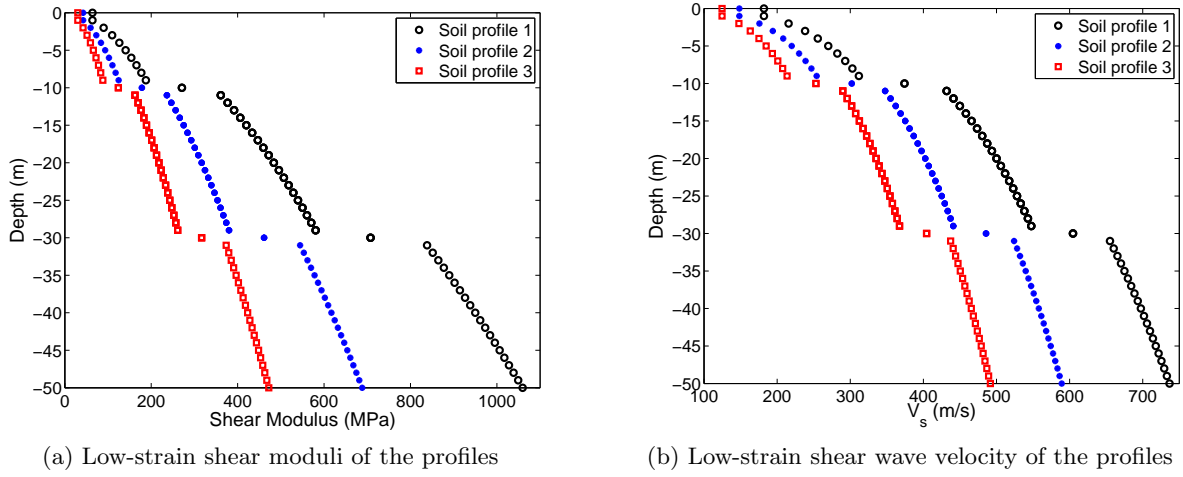 0
−5
−10
−15
−20
−25
−30
−35
−40
−45
−50
Depth (m)
0 200 400 600 800 1000
Shear Modulus (MPa)
Soil profile 1
Soil profile 2
Soil profile 3
(a) Low-strain shear moduli of the profiles
0
−5
−10
−15
−20
−25
−30
−35
−40
−45
−50
Depth (m)
100 200 300 400 500 600 700
V_s (m/s)
Soil profile 1
Soil profile 2
Soil profile 3
(b) Low-strain shear wave velocity of the profiles